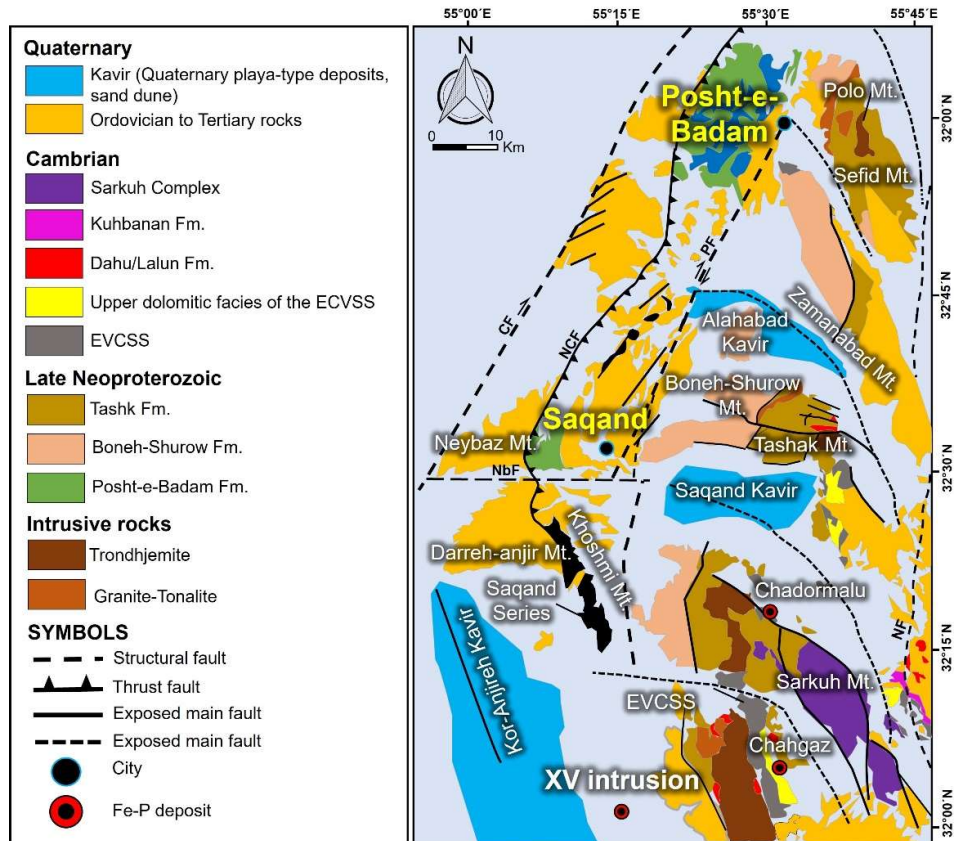 Quaternary
Kavir (Quaternary playa-type deposits,
sand dune)
Ordovician to Tertiary rocks
Cambrian
Sarkuh Complex
Kuhbanan Fm.
Dahu/Lalun Fm.
Upper dolomitic facies of the ECVSS
EVCSS
Late Neoproterozoic
Tashk Fm.
Boneh-Shurow Fm.
Posht-e-Badam Fm.
Intrusive rocks
Trondhjemite
Granite-Tonalite
SYMBOLS
Structural fault
Thrust fault
Exposed main fault
Exposed main fault
City
Fe-P deposit
55°0´E
55°15´E
55°30´E
55°45´E
N
0
10
Km
Posht-e-
Badam
Polo Mt.
32°00´N
Sefid Mt.
PF
CF
NCF
32°45´N
Alahabad
Kavir
Zamanabad Mt.
Boneh-Shurow
Mt.
Saqand
Neybaz Mt.
Tashak Mt.
NbF
32°30´N
Saqand Kavir
Darreh-anjir Mt.
Khoshmi Mt.
Saqand
Series
Chadormalu
NF
Kor-Anjireh Kavir
32°15´N
Sarkuh Mt.
EVCSS
Chahgaz
XV intrusion
32°00´N